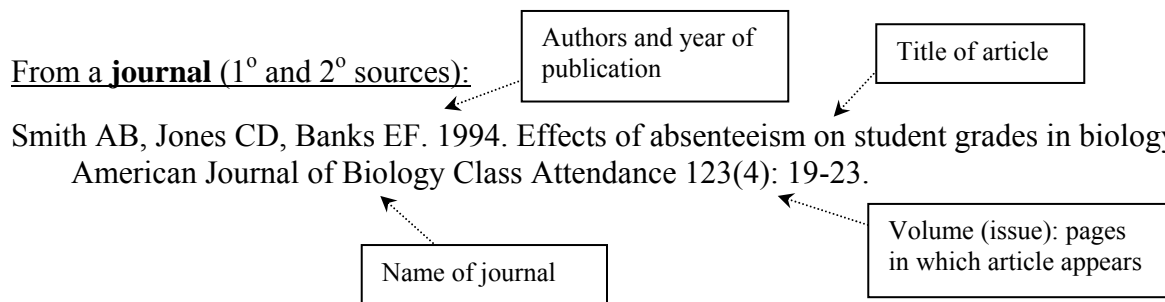 Authors and year of
publication
Title of article
From a journal (1º and 2º sources):
Smith AB, Jones CD, Banks EF. 1994. Effects of absenteeism on student grades in biology
American Journal of Biology Class Attendance 123(4): 19-23.
Name of journal
Volume (issue): pages
in which article appears